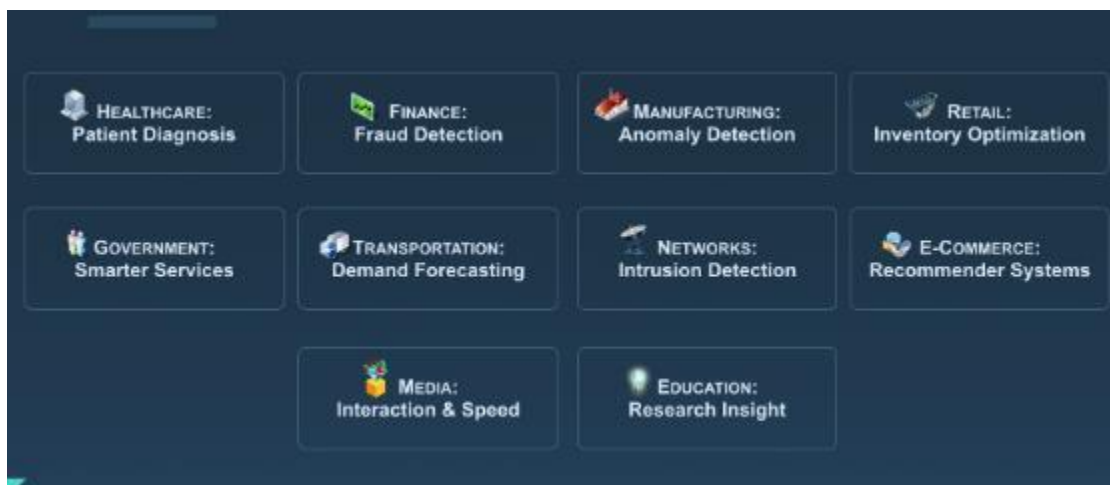 HEALTHCARE:
Patient Diagnosis
FINANCE:
Fraud Detection
MANUFACTURING:
Anomaly Detection
RETAIL:
Inventory Optimization
GOVERNMENT:
Smarter Services
TRANSPORTATION:
Demand Forecasting
NETWORKS:
Intrusion Detection
E-COMMERCE:
Recommender Systems
MEDIA:
Interaction & Speed
EDUCATION:
Research Insight